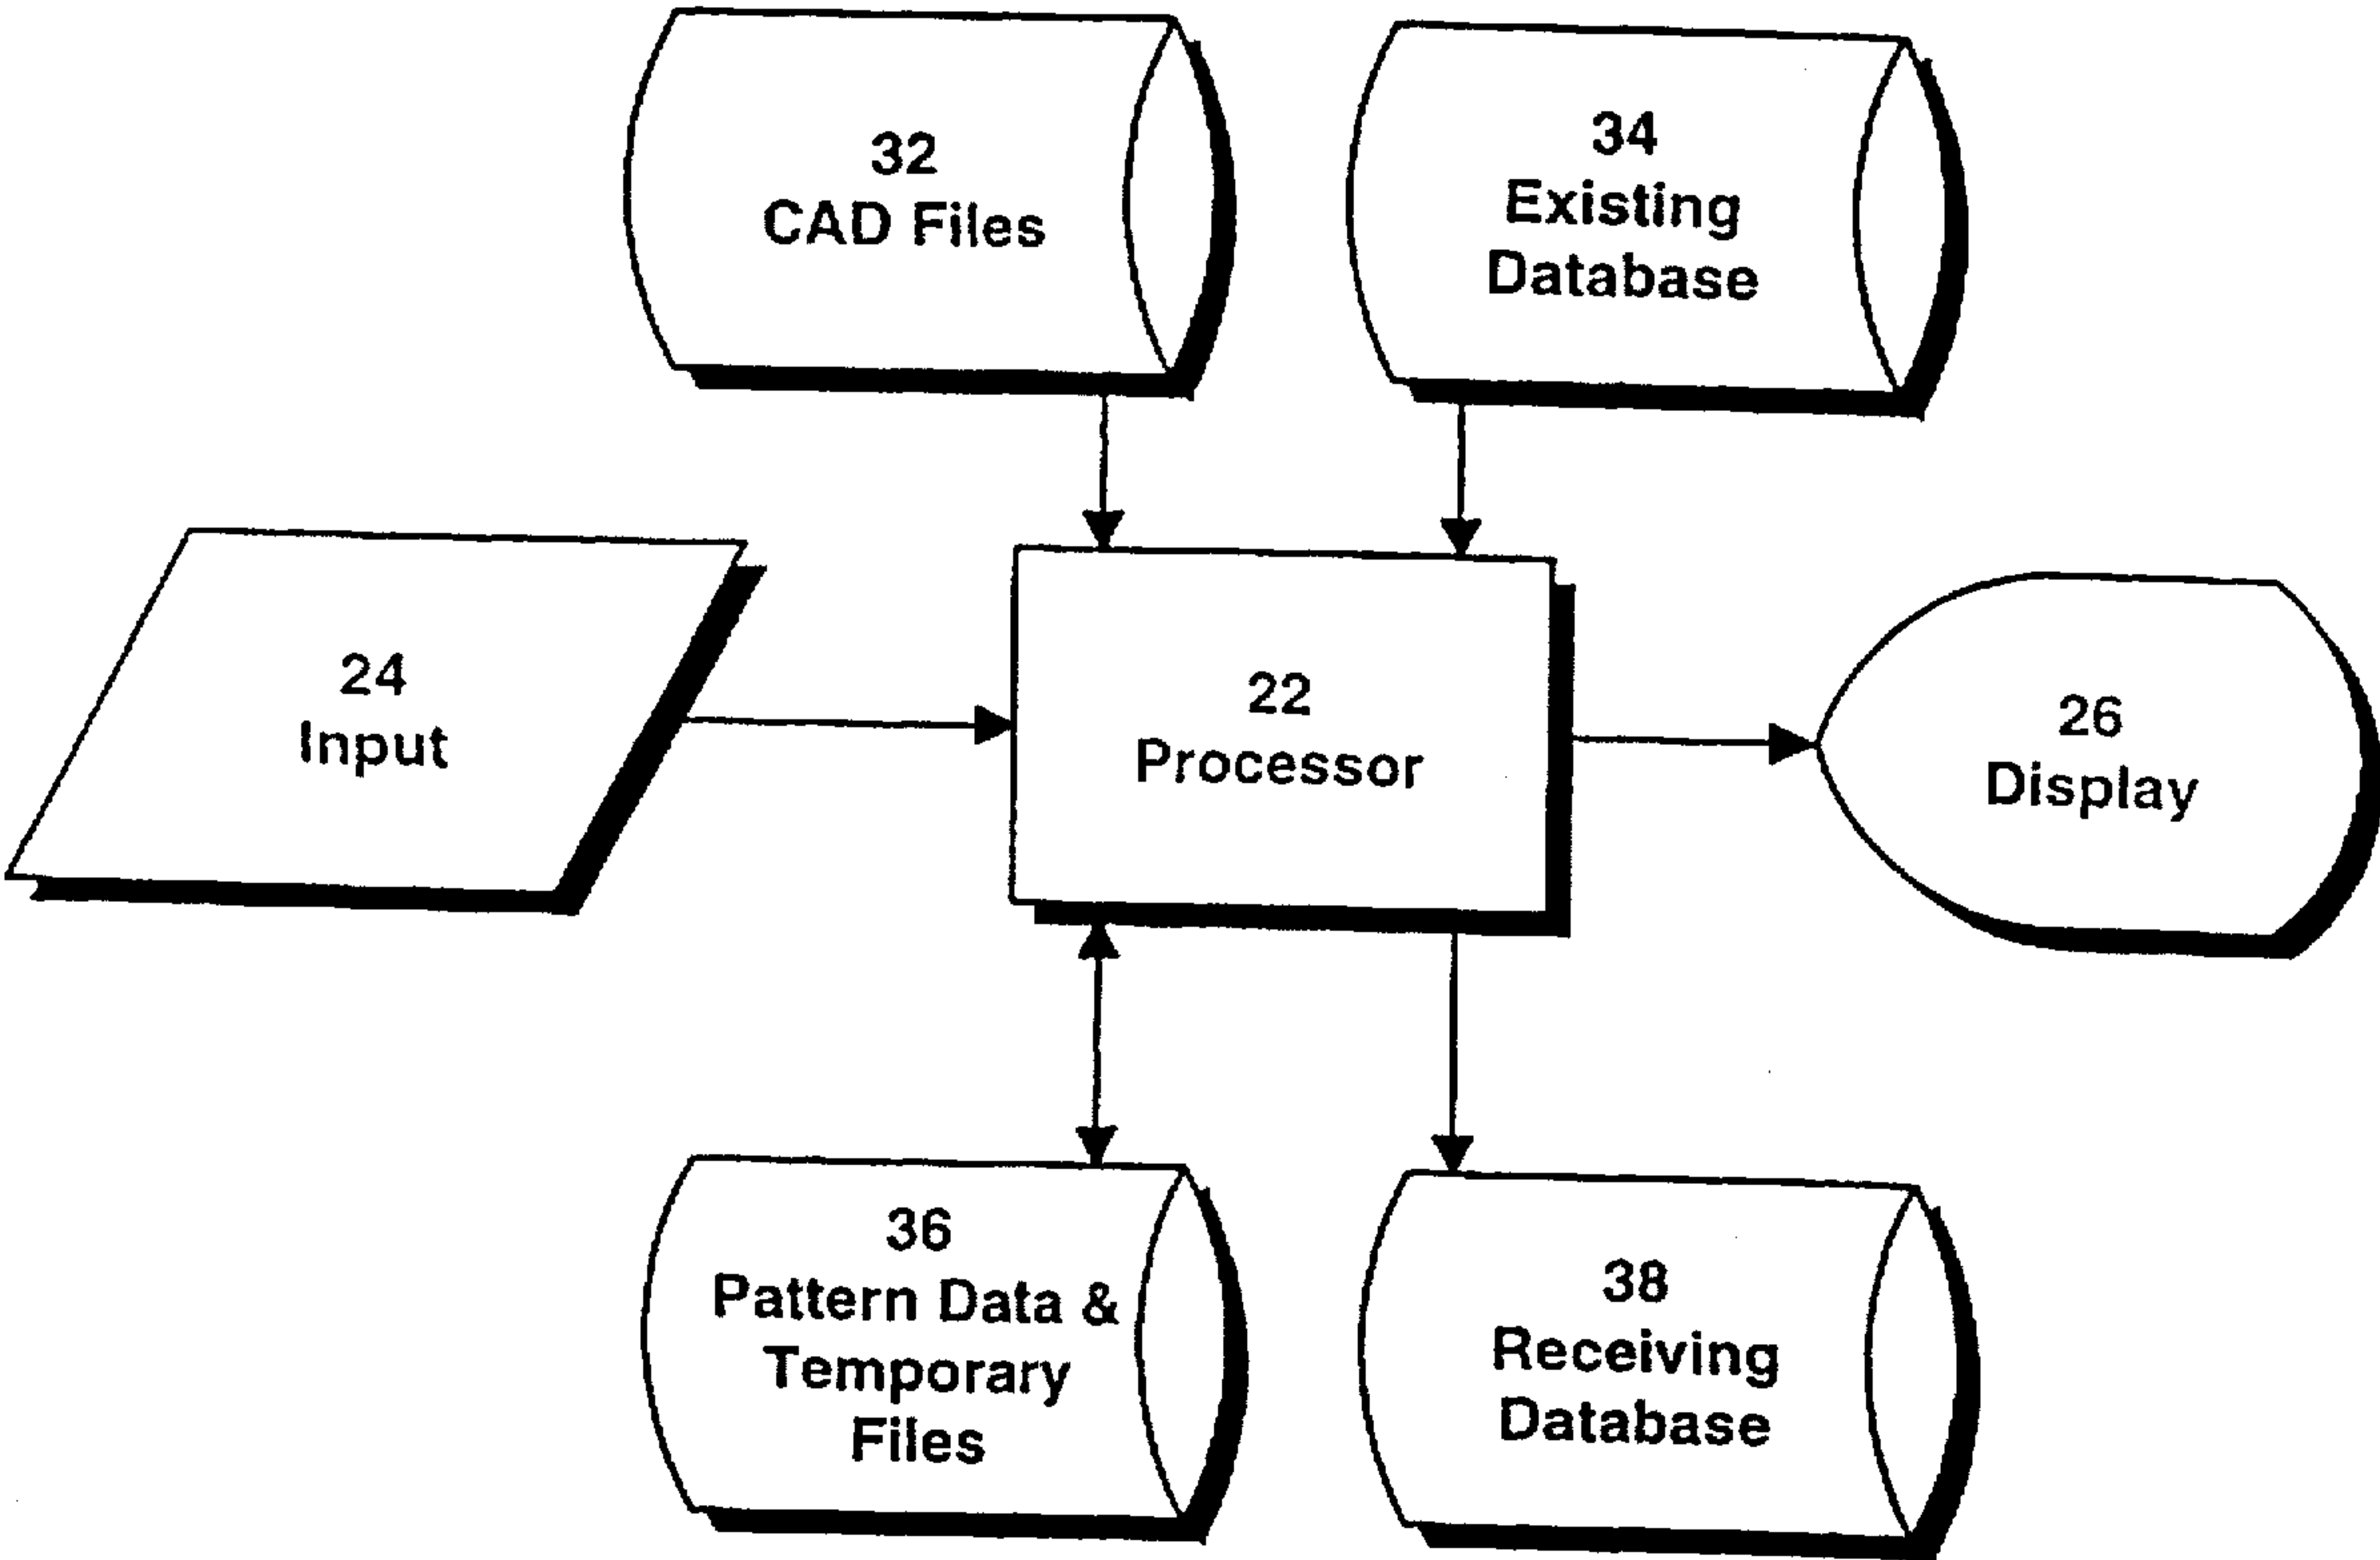 32
CAD Files
34
Existing
Database
24
Input
22
Processor
26
Display
36
Pattern Data &
Temporary
Files
38
Receiving
Database